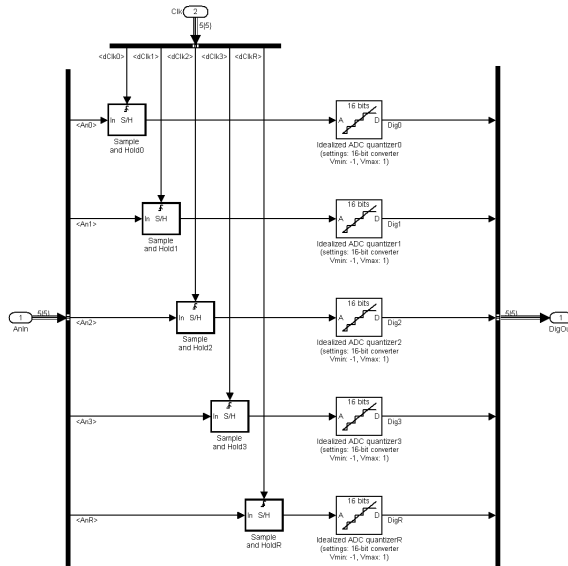 Clk
2
5{5}
<dClk0> <dClk1> <dClk2> <dClk3> <dClkR>
<An0>
In S/H
Sample
and Hold0
16 bits
A D
Idealized ADC quantizer0
(settings: 16-bit converter
Vmin: -1, Vmax: 1)
Dig0
<An1>
In S/H
Sample
and Hold1
16 bits
A D
Idealized ADC quantizer1
(settings: 16-bit converter
Vmin: -1, Vmax: 1)
Dig1
1
AnIn
5{5}
<An2>
In S/H
Sample
and Hold2
16 bits
A D
Idealized ADC quantizer2
(settings: 16-bit converter
Vmin: -1, Vmax: 1)
Dig2
5{5}
1
DigOu
<An3>
In S/H
Sample
and Hold3
16 bits
A D
Idealized ADC quantizer3
(settings: 16-bit converter
Vmin: -1, Vmax: 1)
Dig3
<AnR>
In S/H
Sample
and HoldR
16 bits
A D
Idealized ADC quantizerR
(settings: 16-bit converter
Vmin: -1, Vmax: 1)
DigR